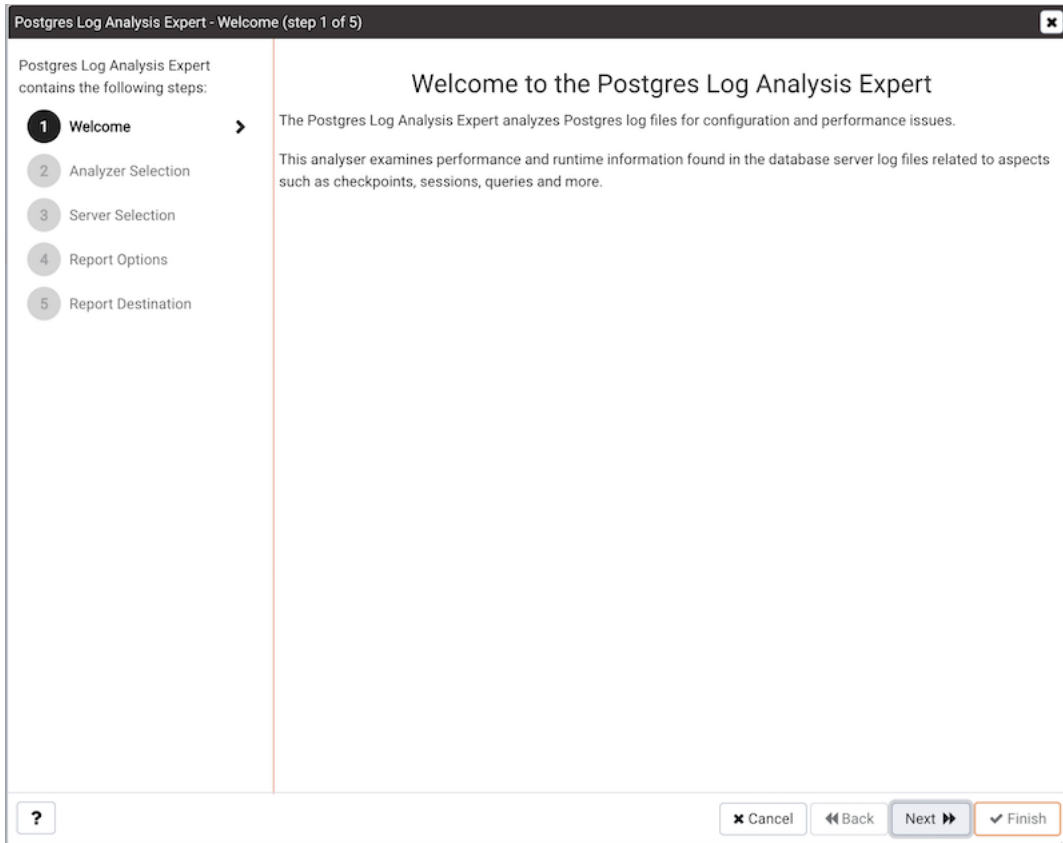 Postgres Log Analysis Expert - Welcome (step 1 of 5)
Postgres Log Analysis Expert
contains the following steps:
1 Welcome
2 Analyzer Selection
3 Server Selection
4 Report Options
5 Report Destination
Welcome to the Postgres Log Analysis Expert
The Postgres Log Analysis Expert analyzes Postgres log files for configuration and performance issues.
This analyser examines performance and runtime information found in the database server log files related to aspects
such as checkpoints, sessions, queries and more.
? Cancel Back Next Finish